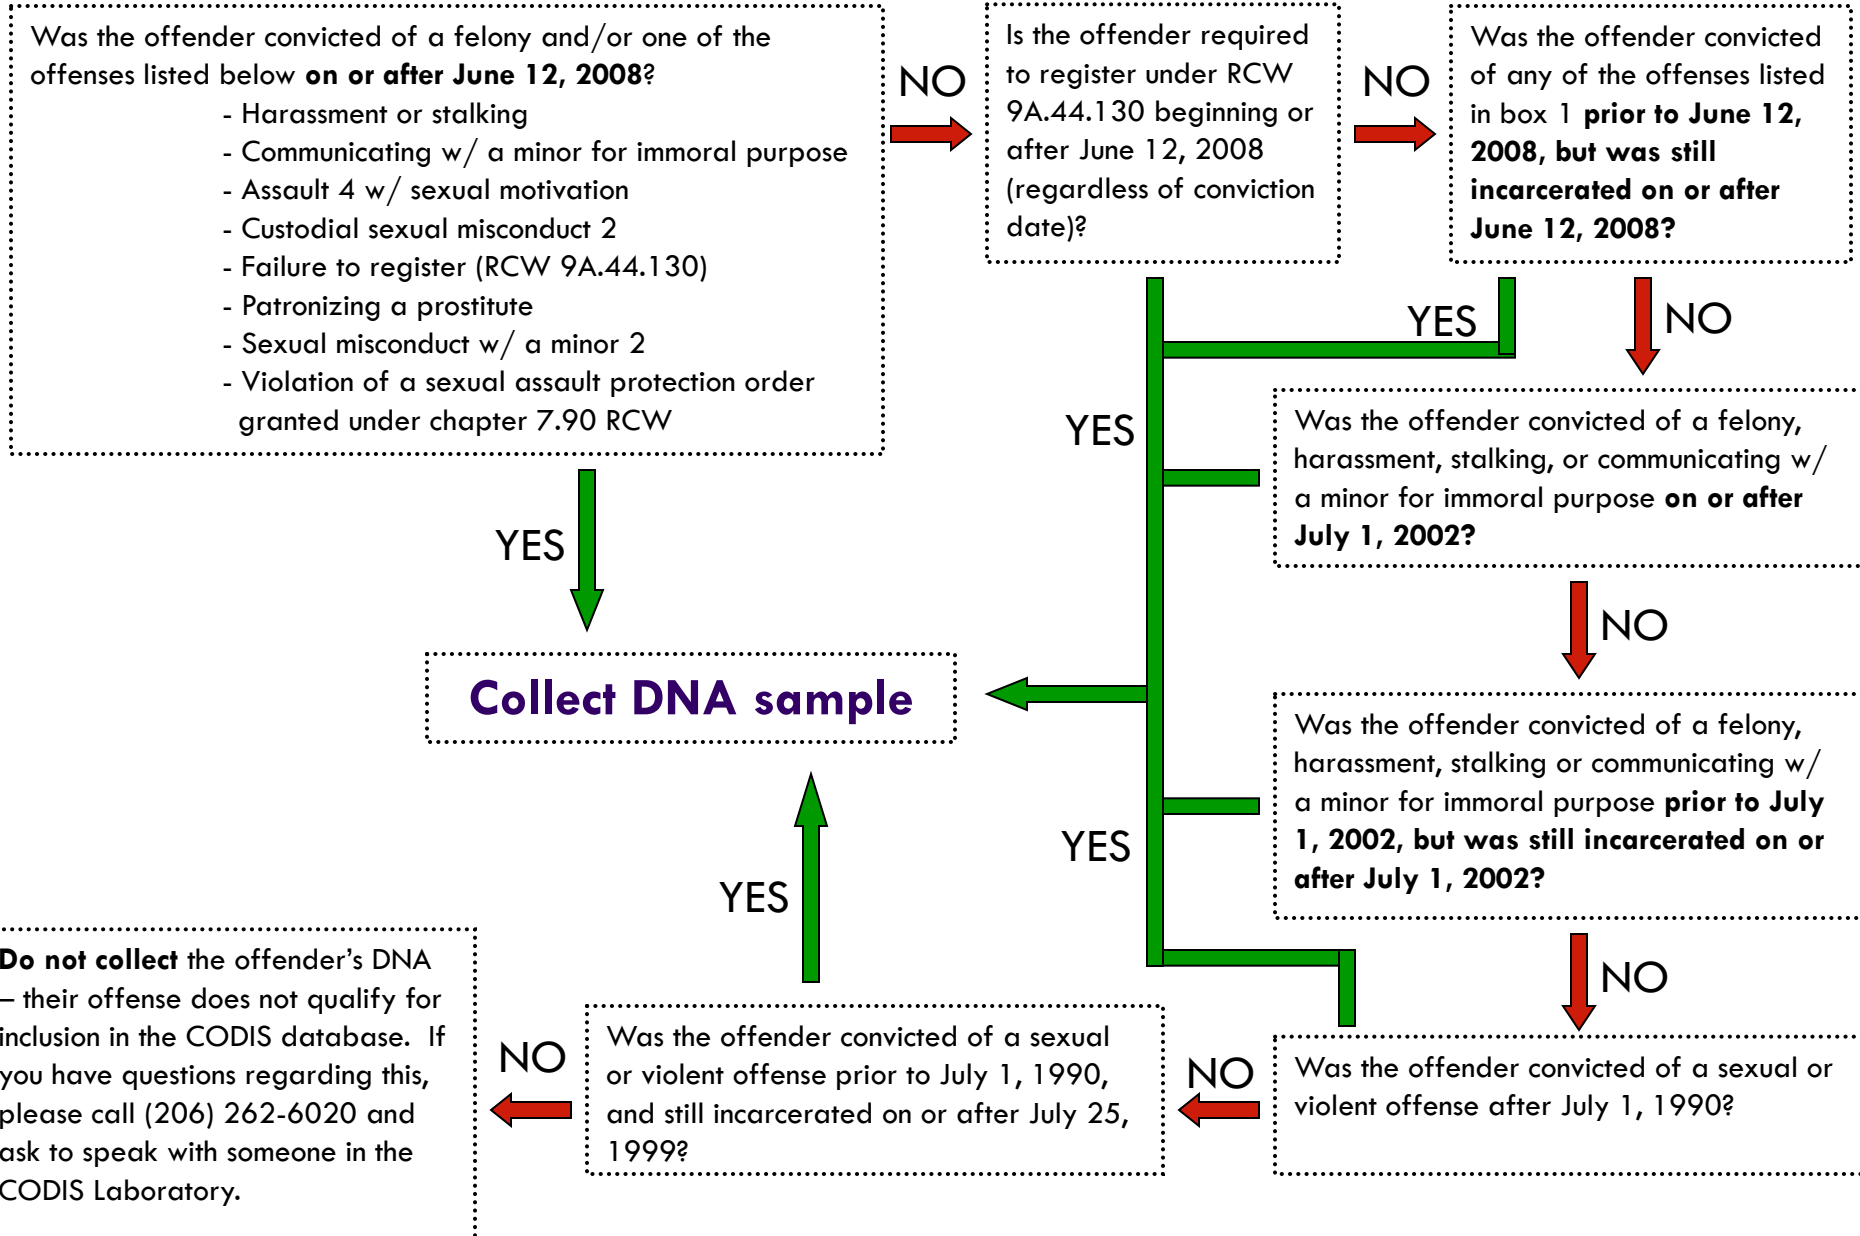 Was the offender convicted of a felony and/or one of the
offenses listed below on or after June 12, 2008?
- Harassment or stalking
- Communicating w/ a minor for immoral purpose
- Assault 4 w/ sexual motivation
- Custodial sexual misconduct 2
- Failure to register (RCW 9A.44.130)
- Patronizing a prostitute
- Sexual misconduct w/ a minor 2
- Violation of a sexual assault protection order
granted under chapter 7.90 RCW
NO
Is the offender required
to register under RCW
9A.44.130 beginning or
after June 12, 2008
(regardless of conviction
date)?
NO
Was the offender convicted
of any of the offenses listed
in box 1 prior to June 12,
2008, but was still
incarcerated on or after
June 12, 2008?
YES
NO
YES
Was the offender convicted of a felony,
harassment, stalking, or communicating w/
a minor for immoral purpose on or after
July 1, 2002?
YES
NO
Collect DNA sample
Was the offender convicted of a felony,
harassment, stalking or communicating w/
a minor for immoral purpose prior to July
1, 2002, but was still incarcerated on or
after July 1, 2002?
YES
YES
NO
Was the offender convicted of a sexual or
violent offense after July 1, 1990?
NO
Was the offender convicted of a sexual
or violent offense prior to July 1, 1990,
and still incarcerated on or after July 25,
1999?
NO
Do not collect the offender's DNA
– their offense does not qualify for
inclusion in the CODIS database. If
you have questions regarding this,
please call (206) 262-6020 and
ask to speak with someone in the
CODIS Laboratory.